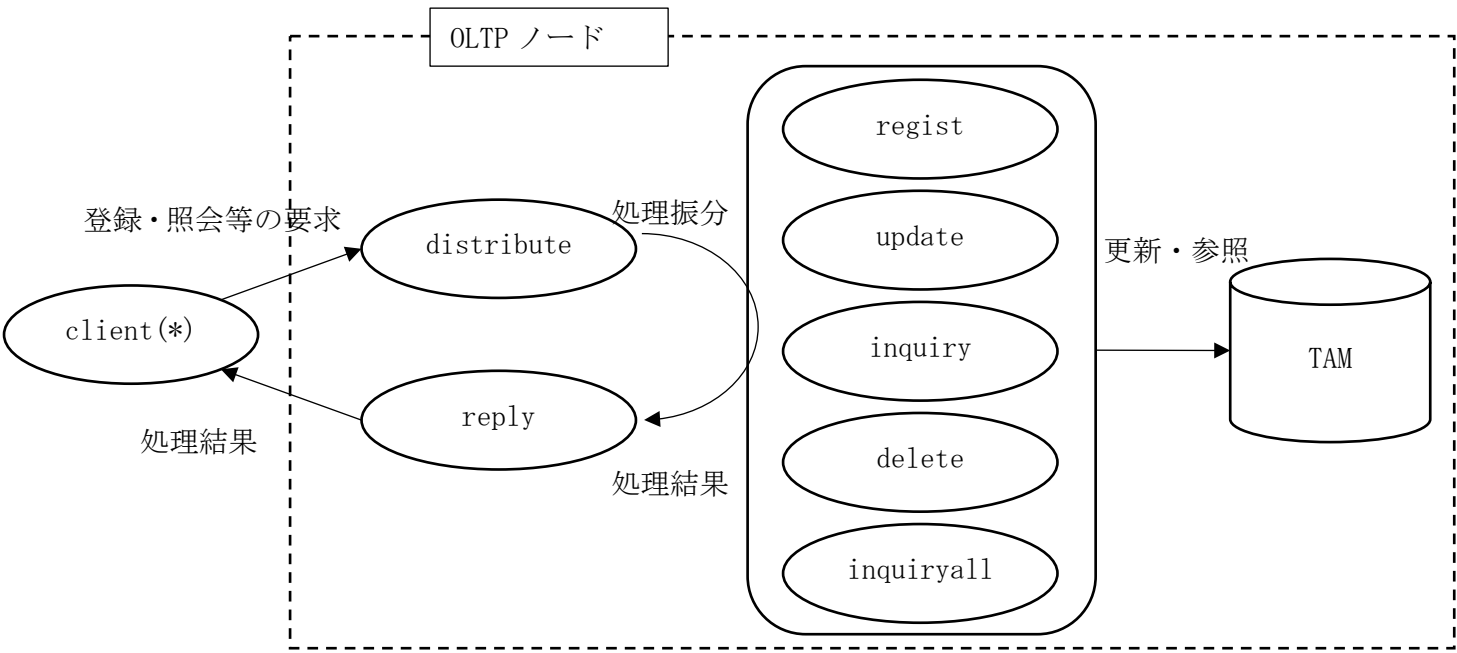 OLTP ノード
regist
登録・照会等の要求
処理振分
distribute
update
更新・参照
client(*)
inquiry
TAM
reply
処理結果
delete
処理結果
inquiryall